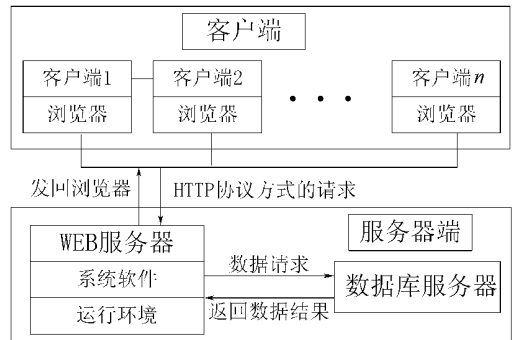 客户端
客户端1
客户端2
客户端n
浏览器
浏览器
• • •
浏览器
发回浏览器
HTTP协议方式的请求
WEB服务器
服务器端
系统软件
数据请求
数据库服务器
运行环境
返回数据结果